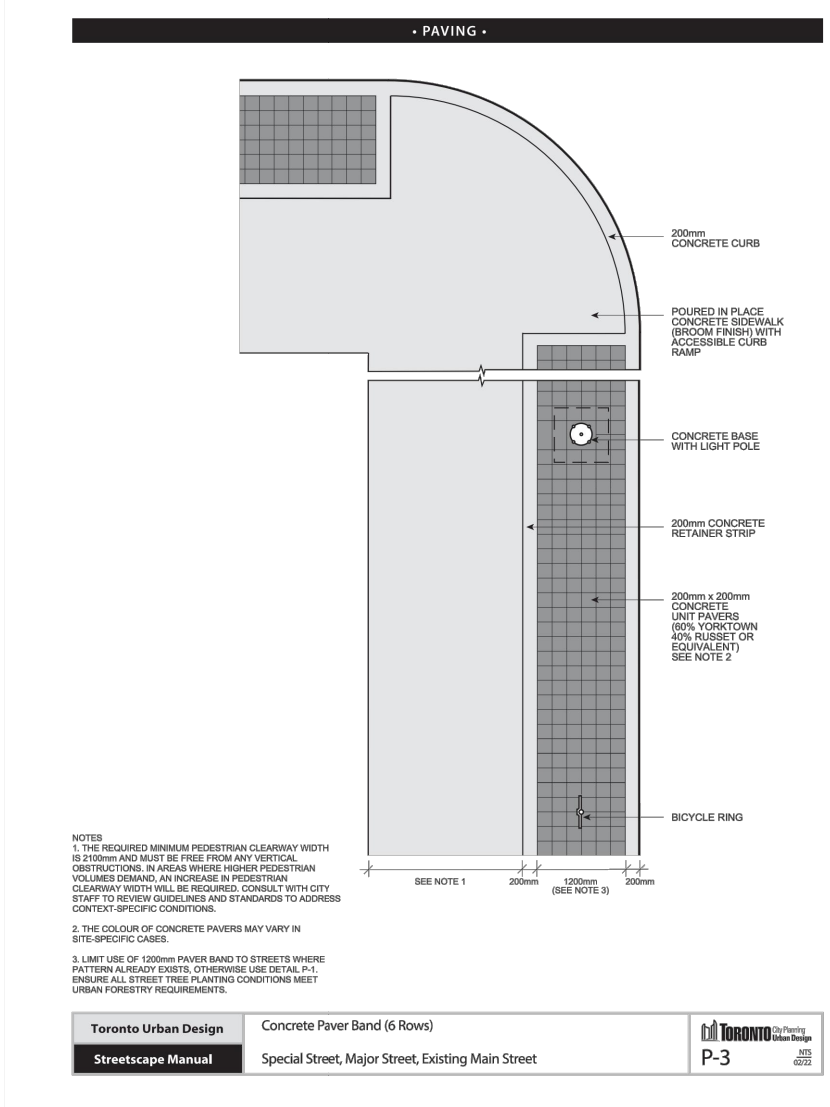 • PAVING •
200mm
CONCRETE CURB
POURED IN PLACE
CONCRETE SIDEWALK
(BROOM FINISH) WITH
ACCESSIBLE CURB
RAMP
CONCRETE BASE
WITH LIGHT POLE
200mm CONCRETE
RETAINER STRIP
200mm x 200mm
CONCRETE
UNIT PAVERS
(60% YORKTOWN
40% RUSSET OR
EQUIVALENT)
SEE NOTE 2
BICYCLE RING
SEE NOTE 1
200mm
1200mm
(SEE NOTE 3)
200mm
NOTES
1. THE REQUIRED MINIMUM PEDESTRIAN CLEARWAY WIDTH
IS 2100mm AND MUST BE FREE FROM ANY VERTICAL
OBSTRUCTIONS. IN AREAS WHERE HIGHER PEDESTRIAN
VOLUMES DEMAND, AN INCREASE IN PEDESTRIAN
CLEARWAY WIDTH WILL BE REQUIRED. CONSULT WITH CITY
STAFF TO REVIEW GUIDELINES AND STANDARDS TO ADDRESS
CONTEXT-SPECIFIC CONDITIONS.
2. THE COLOUR OF CONCRETE PAVERS MAY VARY IN
SITE-SPECIFIC CASES.
3. LIMIT USE OF 1200mm PAVER BAND TO STREETS WHERE
PATTERN ALREADY EXISTS, OTHERWISE USE DETAIL P-1.
ENSURE ALL STREET TREE PLANTING CONDITIONS MEET
URBAN FORESTRY REQUIREMENTS.
Toronto Urban Design
Streetscape Manual
Concrete Paver Band (6 Rows)
Special Street, Major Street, Existing Main Street
TORONTO City Planning
Urban Design
P-3
NTS
02/22